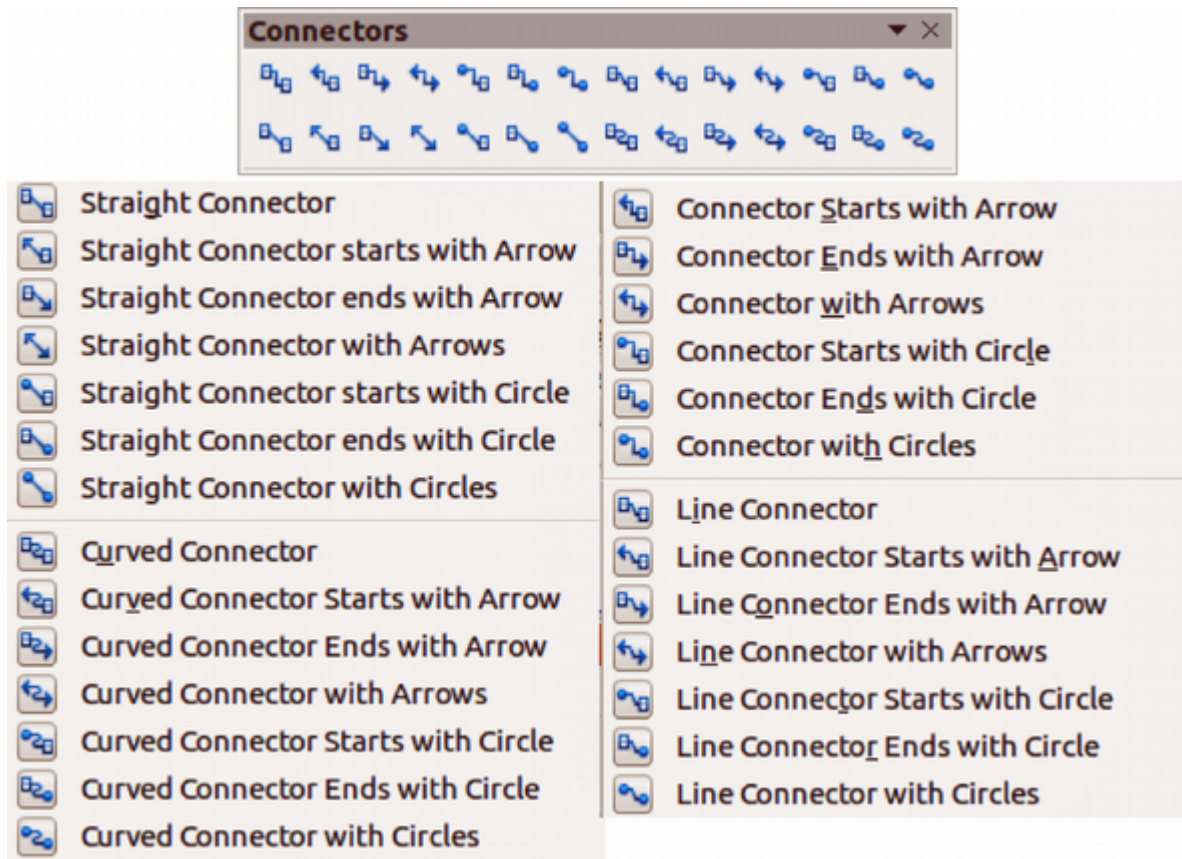 Connectors
Straight Connector
Straight Connector starts with Arrow
Straight Connector ends with Arrow
Straight Connector with Arrows
Straight Connector starts with Circle
Straight Connector ends with Circle
Straight Connector with Circles
Curved Connector
Curved Connector Starts with Arrow
Curved Connector Ends with Arrow
Curved Connector with Arrows
Curved Connector Starts with Circle
Curved Connector Ends with Circle
Curved Connector with Circles
Connector Starts with Arrow
Connector Ends with Arrow
Connector with Arrows
Connector Starts with Circle
Connector Ends with Circle
Connector with Circles
Line Connector
Line Connector Starts with Arrow
Line Connector Ends with Arrow
Line Connector with Arrows
Line Connector Starts with Circle
Line Connector Ends with Circle
Line Connector with Circles